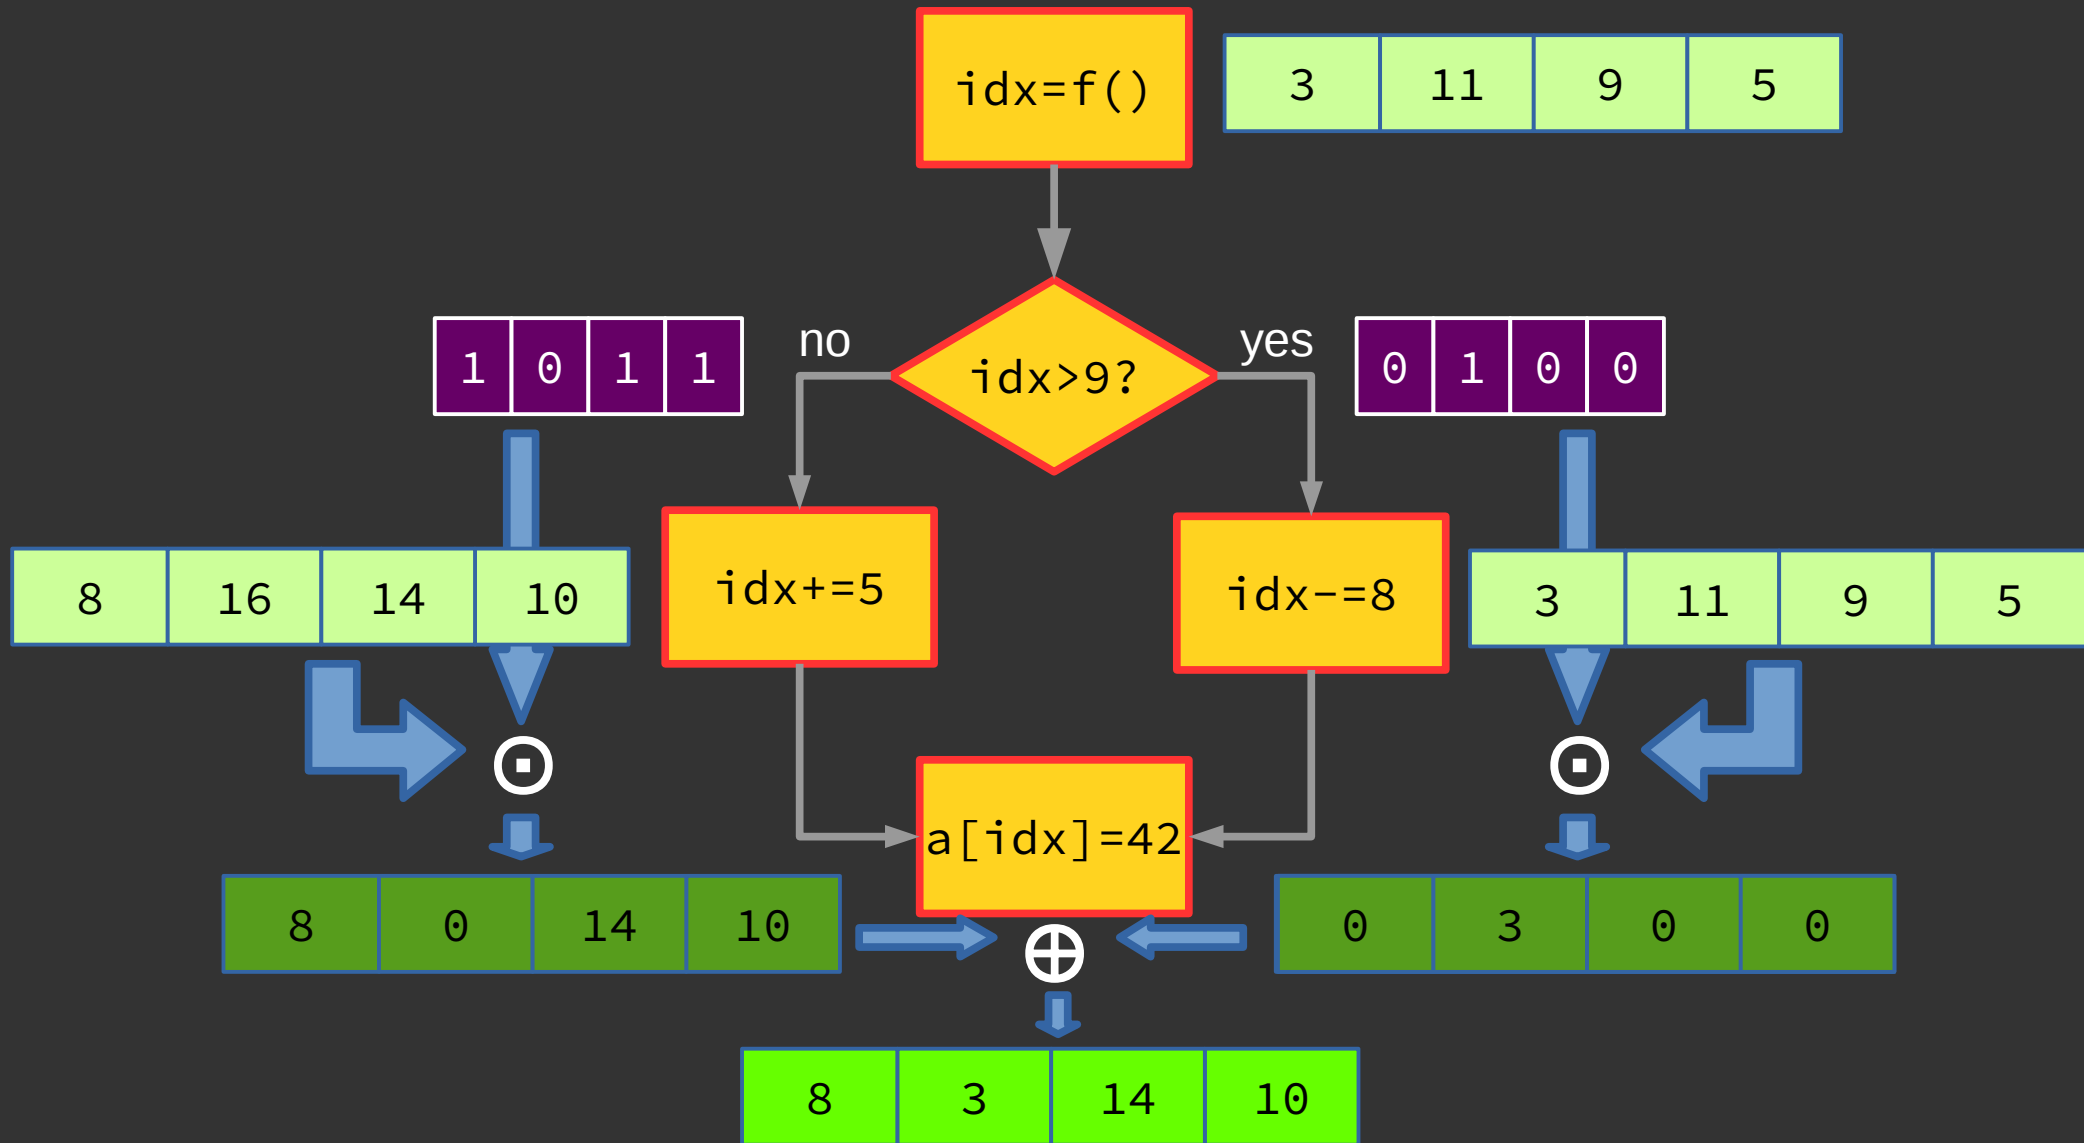 idx=f()
3 11 9 5
no
yes
1 0 1 1
idx>9?
0 1 0 0
8 16 14 10
idx+=5
idx-=8
3 11 9 5
a[idx]=42
8 0 14 10
0 3 0 0
8 3 14 10